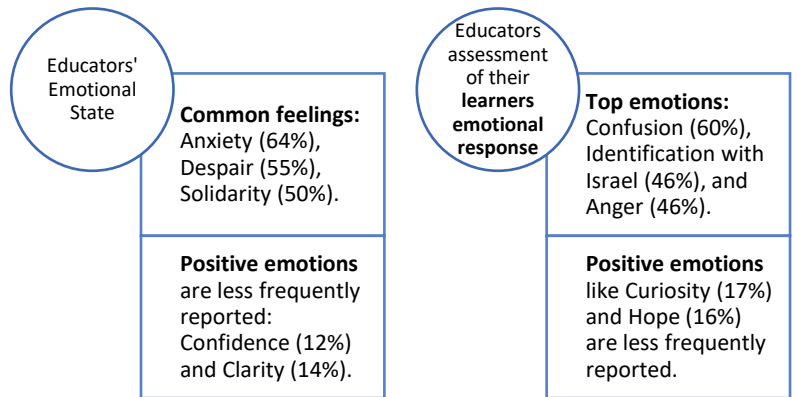 Educators'
Emotional
State
Common feelings:
Anxiety (64%),
Despair (55%),
Solidarity (50%).
Positive emotions
are less frequently
reported:
Confidence (12%)
and Clarity (14%).
Educators
assessment
of their
learners
emotional
response
Top emotions:
Confusion (60%),
Identification with
Israel (46%), and
Anger (46%).
Positive emotions
like Curiosity (17%)
and Hope (16%)
are less frequently
reported.